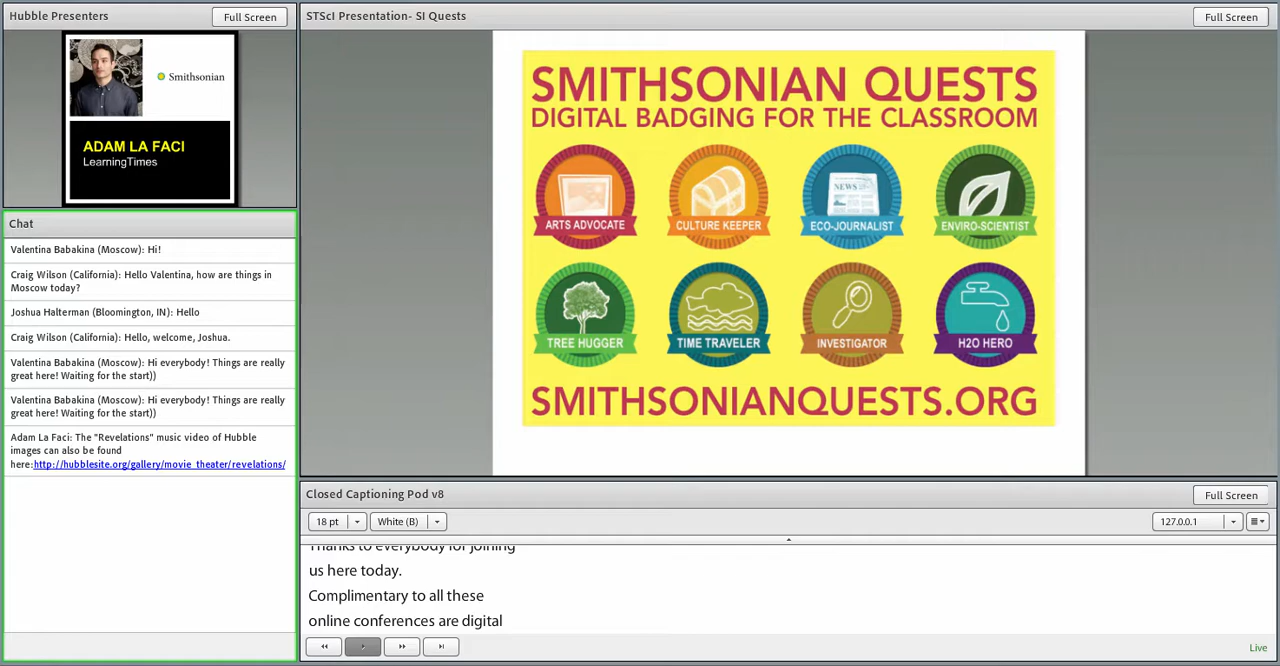 Hubble Presenters
Full Screen
Smithsonian
ADAM LA FACI
LearningTimes
Chat
Valentina Babakina (Moscow): Hi!
Craig Wilson (California): Hello Valentina, how are things in
Moscow today?
Joshua Halterman (Bloomington, IN): Hello
Craig Wilson (California): Hello, welcome, Joshua.
Valentina Babakina (Moscow): Hi everybody! Things are really
great here! Waiting for the start))
Valentina Babakina (Moscow): Hi everybody! Things are really
great here! Waiting for the start))
Adam La Faci: The "Revelations" music video of Hubble
images can also be found
here:http://hubblesite.org/gallery/movie_theater/revelations/
STScI Presentation- SI Quests
Full Screen
SMITHSONIAN QUESTS
DIGITAL BADGING FOR THE CLASSROOM
ARTS ADVOCATE
CULTURE KEEPER
NEWS
ECO-JOURNALIST
ENVIRO-SCIENTIST
TREE HUGGER
TIME TRAVELER
INVESTIGATOR
H2O HERO
SMITHSONIANQUESTS.ORG
Closed Captioning Pod v8
Full Screen
18 pt
White (B)
127.0.0.1
Thanks to everybody for joining
us here today.
Complimentary to all these
online conferences are digital
Live